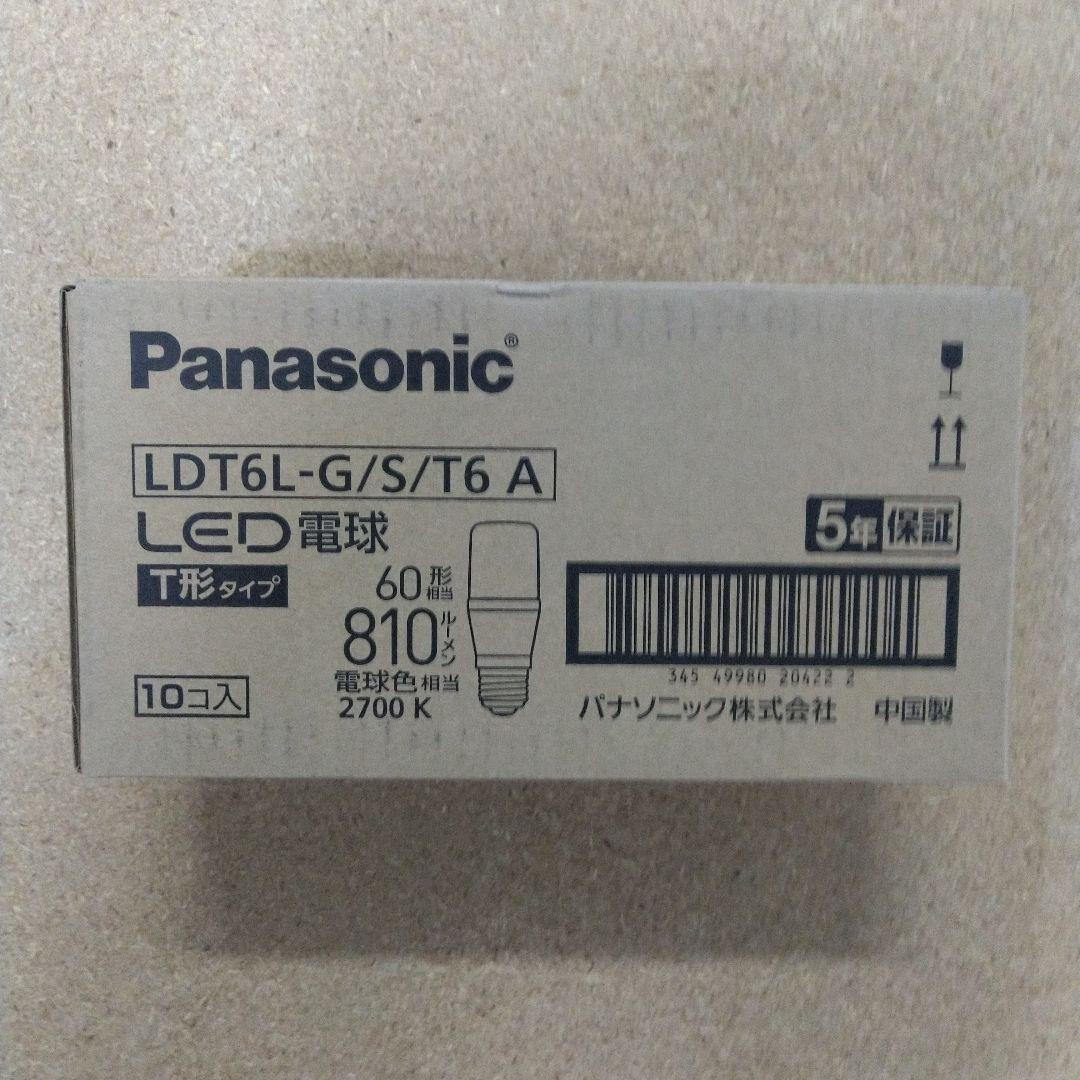 Panasonic®
LDT6L-G/S/T6 A
LED電球
T形タイプ
60形相当
810ルーメン
電球色相当
2700 K
10コ入
5年保証
345 49980 20422 2
パナソニック株式会社 中国製